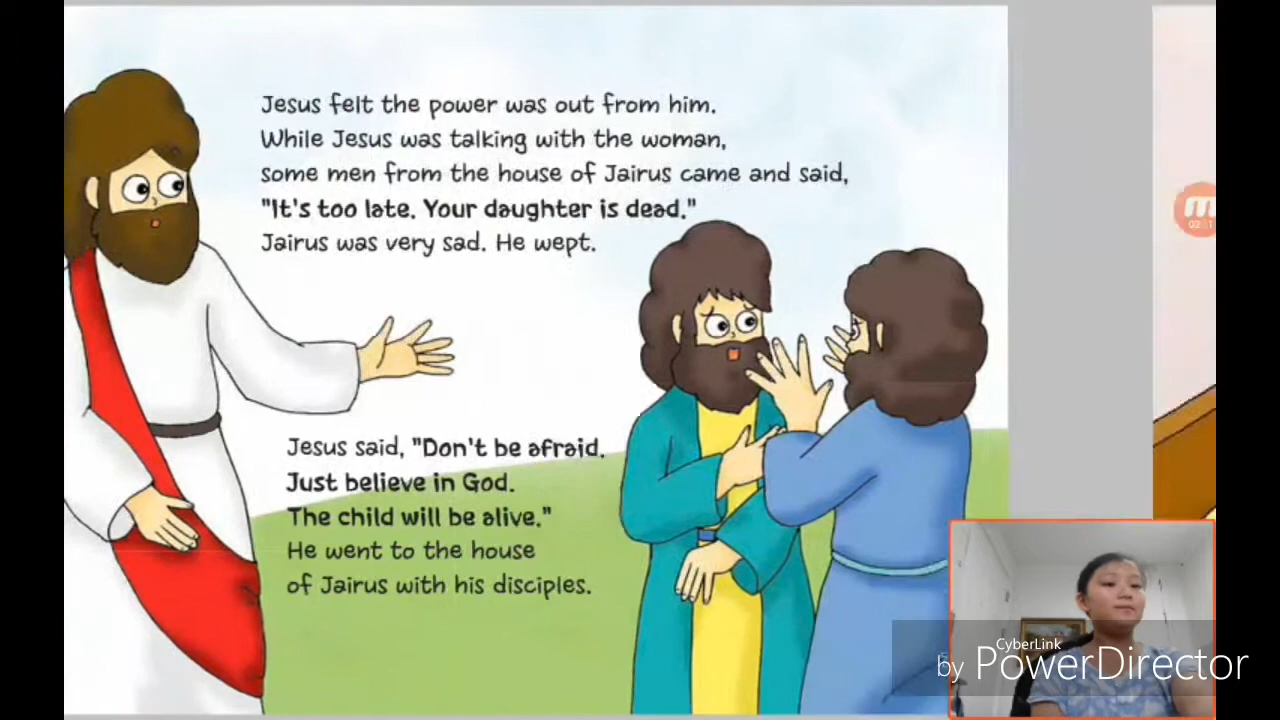 Jesus felt the power was out from him.
While Jesus was talking with the woman,
some men from the house of Jairus came and said,
"It's too late. Your daughter is dead."
Jairus was very sad. He wept.
Jesus said, "Don't be afraid.
Just believe in God.
The child will be alive."
He went to the house
of Jairus with his disciples.
CyberLink
by PowerDirector